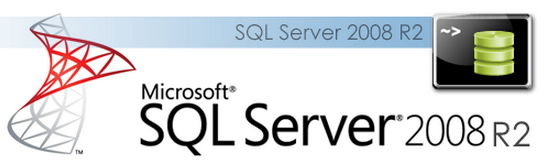 SQL Server 2008 R2
~>
Microsoft®
SQL Server® 2008 R2
™